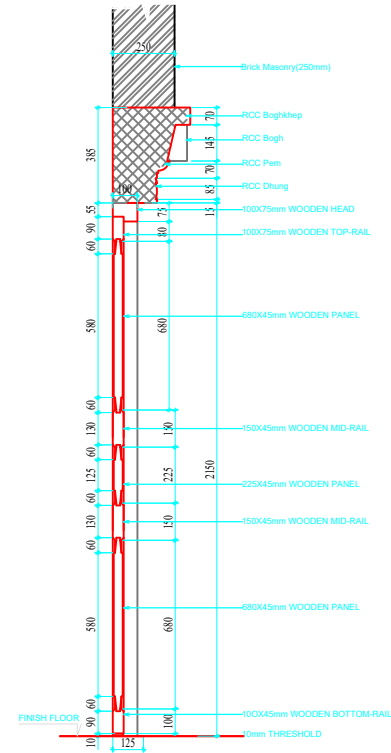 250
Brick Masonry(250mm)
RCC Boghkhep
RCC Bogh
RCC Pem
RCC Dhung
100X75mm WOODEN HEAD
100X75mm WOODEN TOP-RAIL
680X45mm WOODEN PANEL
150X45mm WOODEN MID-RAIL
225X45mm WOODEN PANEL
150X45mm WOODEN MID-RAIL
680X45mm WOODEN PANEL
100X45mm WOODEN BOTTOM-RAIL
10mm THRESHOLD
FINISH FLOOR
385
55
90
60
580
60
130
60
125
60
130
60
580
60
90
10
100
75
80
680
130
225
150
680
100
125
70
145
70
85
15
2150